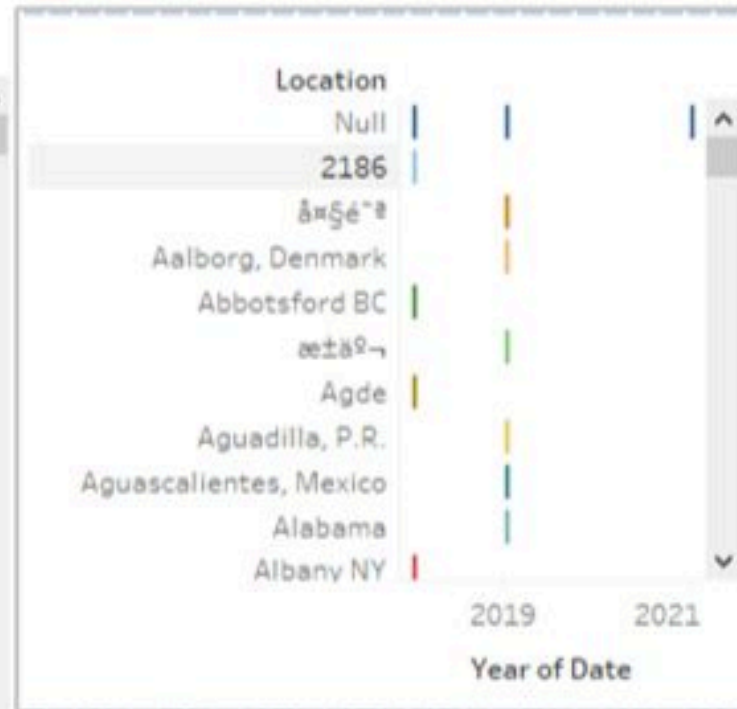 Location
Null
2186
å¤§é˜ª
Aalborg, Denmark
Abbotsford BC
æ±äº¬
Agde
Aguadilla, P.R.
Aguascalientes, Mexico
Alabama
Albany NY
2019 2021
Year of Date